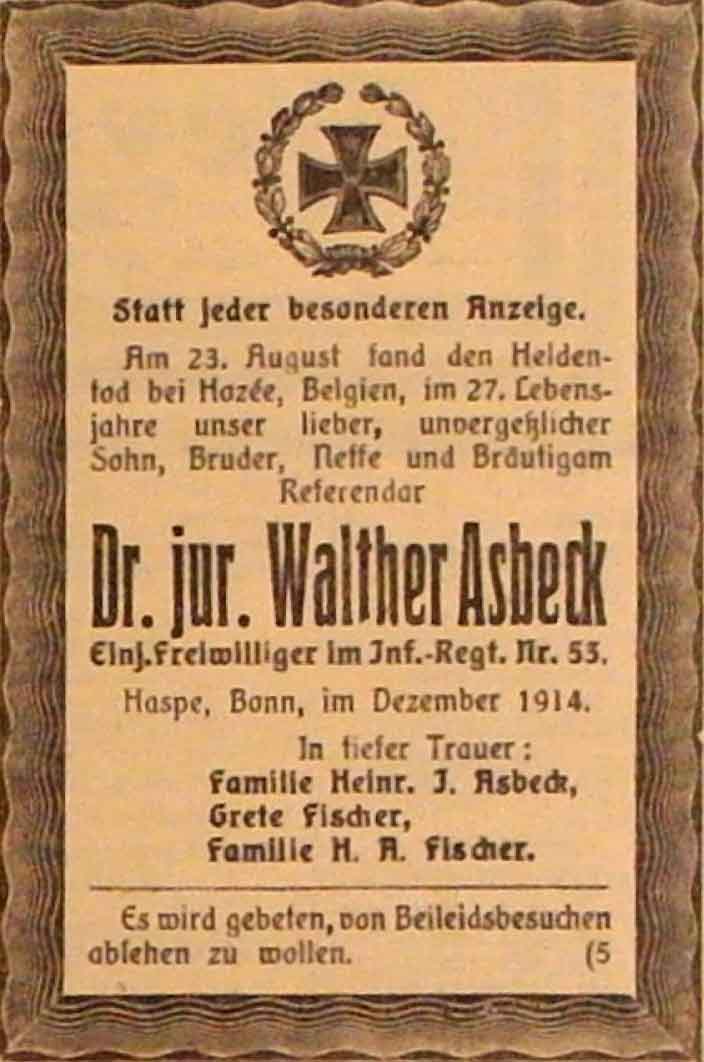 Statt jeder besonderen Anzeige.
Am 23. August fand den Helden-
tod bei Hozée, Belgien, im 27. Lebens-
jahre unser lieber, unvergeßlicher
Sohn, Bruder, Neffe und Bräutigam
Referendar
Dr. jur. Walther Asbeck
Einj.Freiwilliger im Inf.-Regt. Nr. 53.
Haspe, Bonn, im Dezember 1914.
In tiefer Trauer:
Familie Heinr. J. Asbeck,
Grete Fischer,
Familie H. A. Fischer.
Es wird gebeten, von Beileidsbesuchen
absehen zu wollen. (5